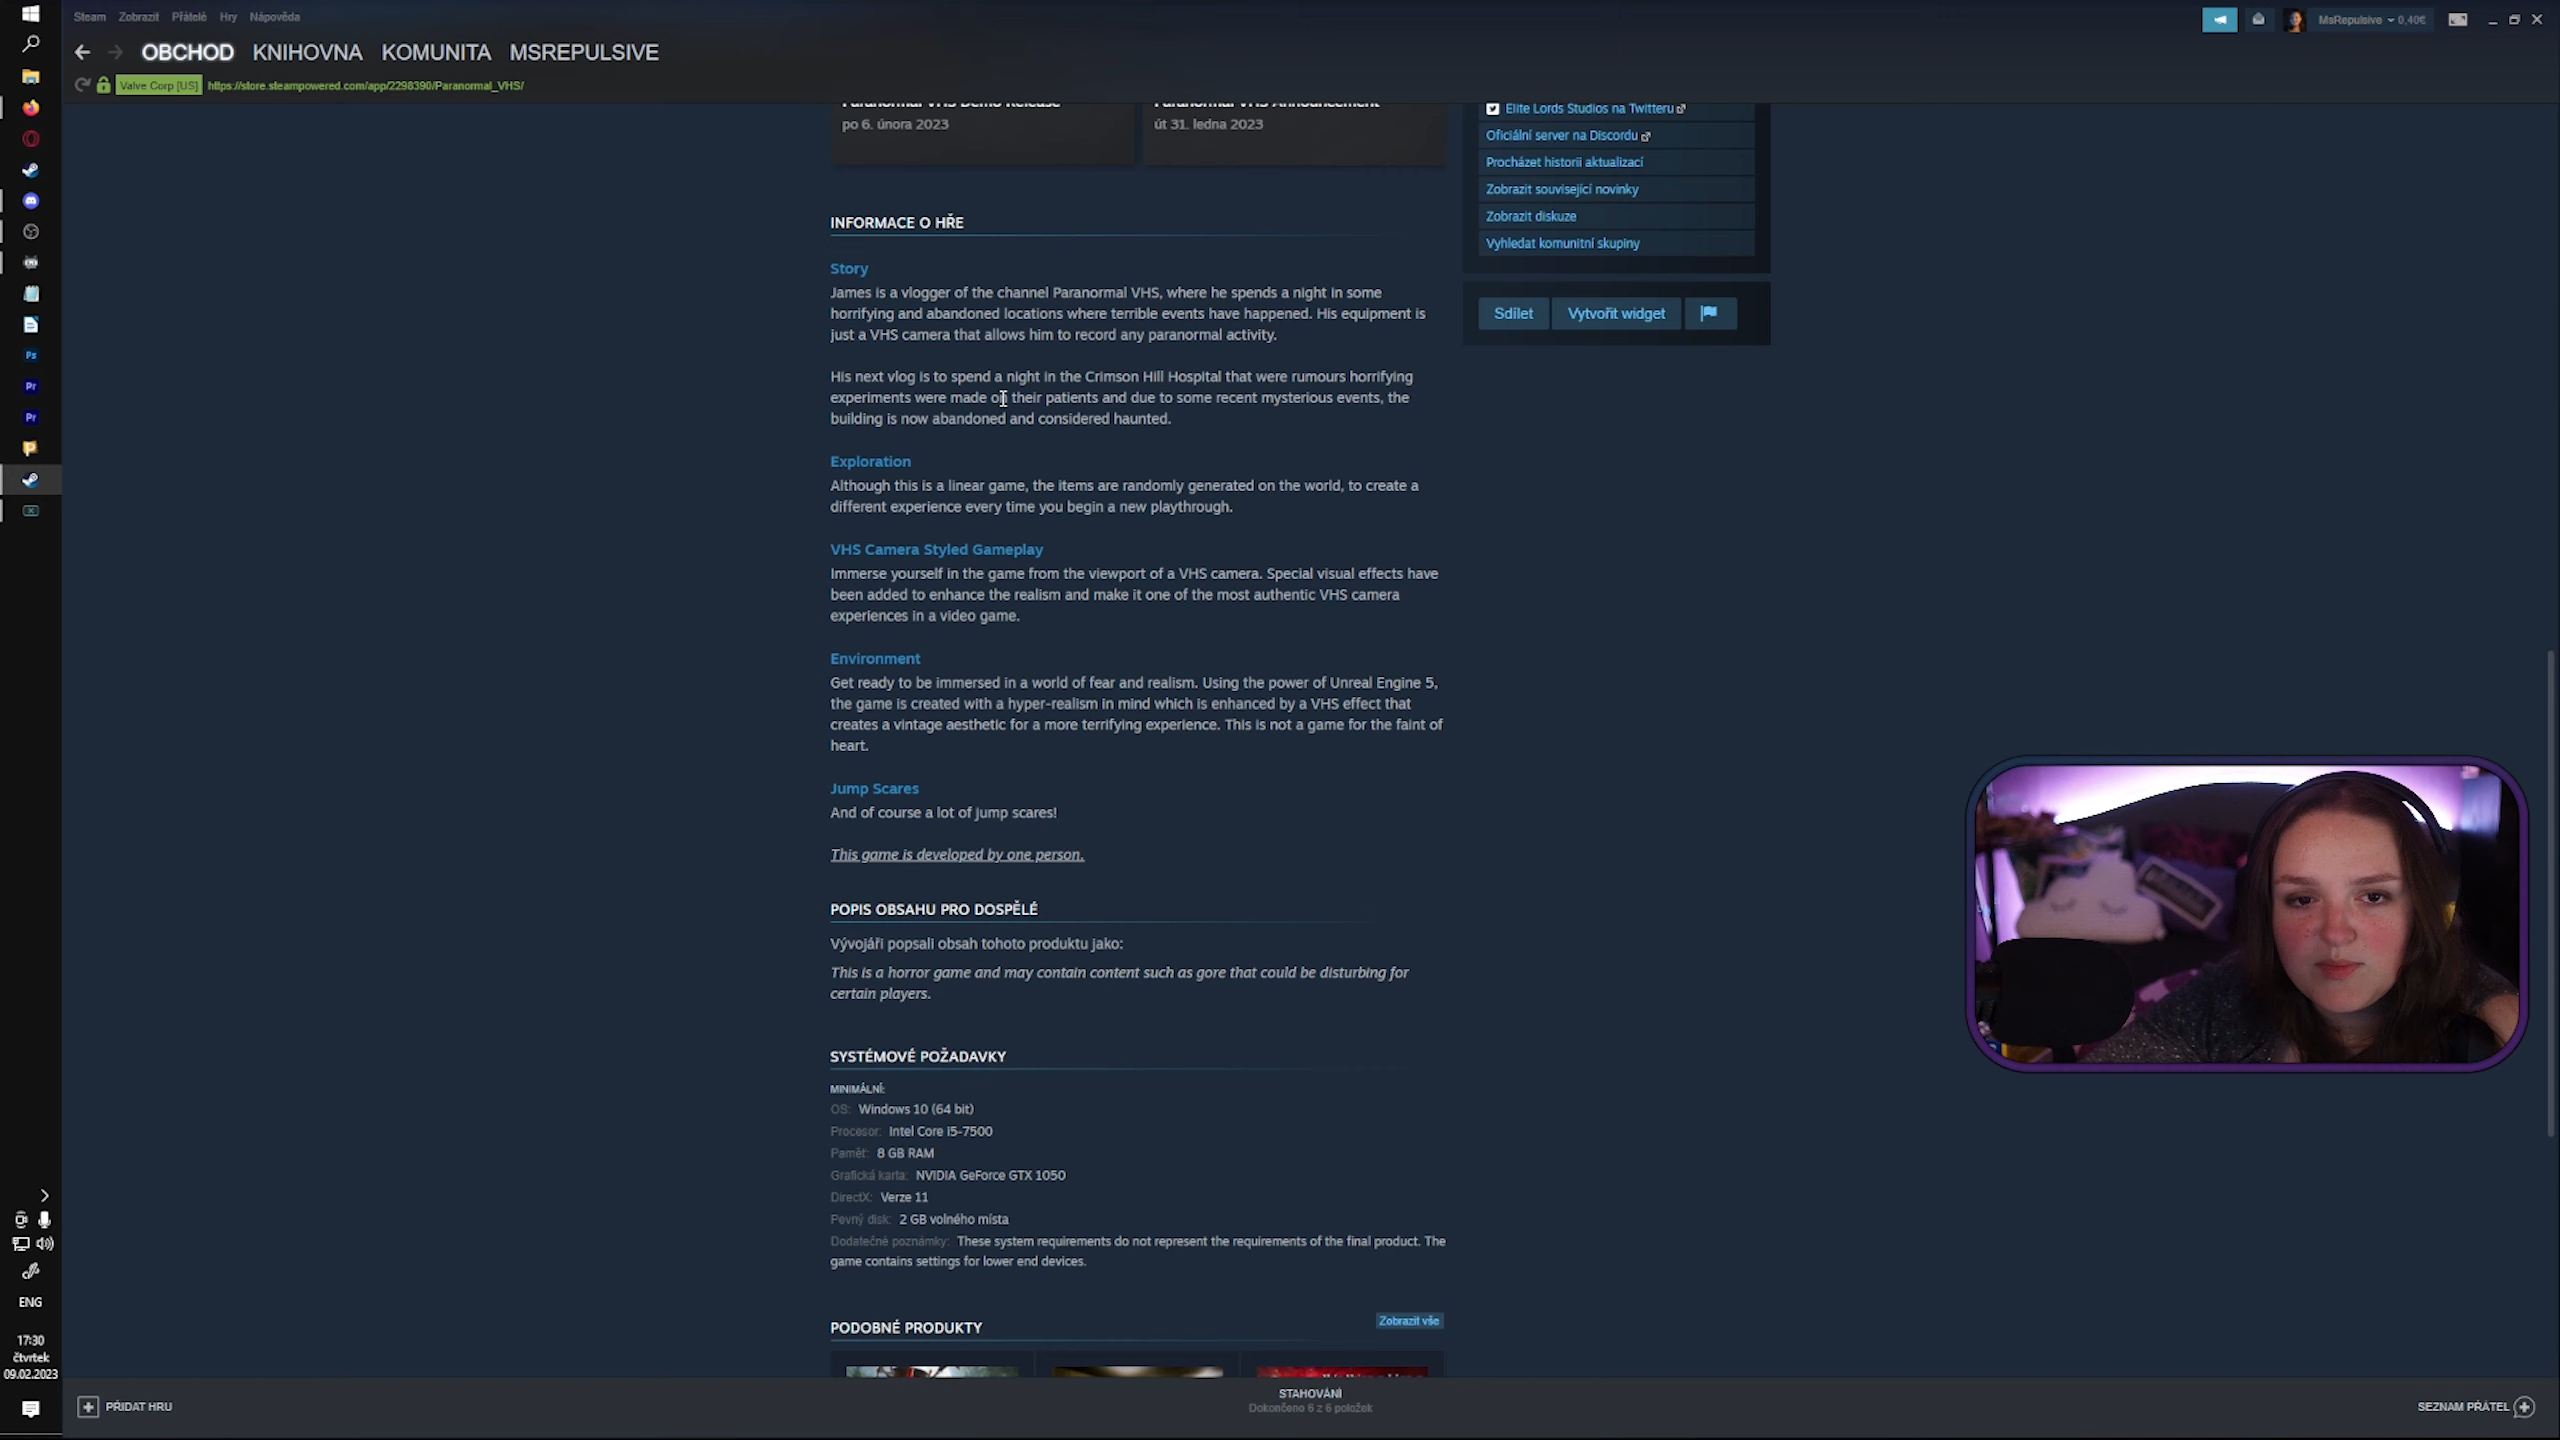 Steam Zobrazit Přátelé Hry Nápověda
MsRepulsive 0,40€
OBCHOD KNIHOVNA KOMUNITA MSREPULSIVE
Valve Corp [US] https://store.steampowered.com/app/2298390/Paranormal_VHS/
Paranormal VHS Demo Release
po 6. února 2023
Paranormal VHS Announcement
út 31. ledna 2023
Elite Lords Studios na Twitteru
Oficiální server na Discordu
Procházet historii aktualizací
Zobrazit související novinky
Zobrazit diskuze
Vyhledat komunitní skupiny
Sdílet Vytvořit widget
INFORMACE O HŘE
Story
James is a vlogger of the channel Paranormal VHS, where he spends a night in some
horrifying and abandoned locations where terrible events have happened. His equipment is
just a VHS camera that allows him to record any paranormal activity.
His next vlog is to spend a night in the Crimson Hill Hospital that were rumours horrifying
experiments were made on their patients and due to some recent mysterious events, the
building is now abandoned and considered haunted.
Exploration
Although this is a linear game, the items are randomly generated on the world, to create a
different experience every time you begin a new playthrough.
VHS Camera Styled Gameplay
Immerse yourself in the game from the viewport of a VHS camera. Special visual effects have
been added to enhance the realism and make it one of the most authentic VHS camera
experiences in a video game.
Environment
Get ready to be immersed in a world of fear and realism. Using the power of Unreal Engine 5,
the game is created with a hyper-realism in mind which is enhanced by a VHS effect that
creates a vintage aesthetic for a more terrifying experience. This is not a game for the faint of
heart.
Jump Scares
And of course a lot of jump scares!
This game is developed by one person.
POPIS OBSAHU PRO DOSPĚLÉ
Vývojáři popsali obsah tohoto produktu jako:
This is a horror game and may contain content such as gore that could be disturbing for
certain players.
SYSTÉMOVÉ POŽADAVKY
MINIMÁLNÍ:
OS: Windows 10 (64 bit)
Procesor: Intel Core i5-7500
Paměť: 8 GB RAM
Grafická karta: NVIDIA GeForce GTX 1050
DirectX: Verze 11
Pevný disk: 2 GB volného místa
Dodatečné poznámky: These system requirements do not represent the requirements of the final product. The
game contains settings for lower end devices.
PODOBNÉ PRODUKTY
Zobrazit vše
Ps
Pr
Pr
ENG
17:30
čtvrtek
09.02.2023
PŘIDAT HRU
STAHOVÁNÍ
Dokončeno 6 z 6 položek
SEZNAM PŘÁTEL